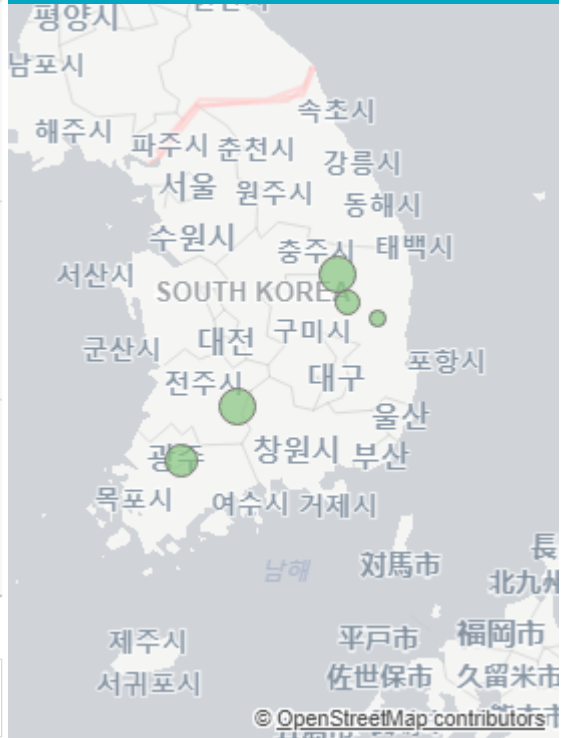 평양시
남포시
속초시
해주시
파주시 춘천시
강릉시
서울 원주시
동해시
수원시
충주시 태백시
서산시
SOUTH KOREA
구미시
대전
군산시
포항시
대구
전주시
울산
광주
창원시 부산
목포시 여수시 거제시
남해
対馬市
長
北九州
제주시
平戸市 福岡市
서귀포시
佐世保市 久留米市
© OpenStreetMap contributors